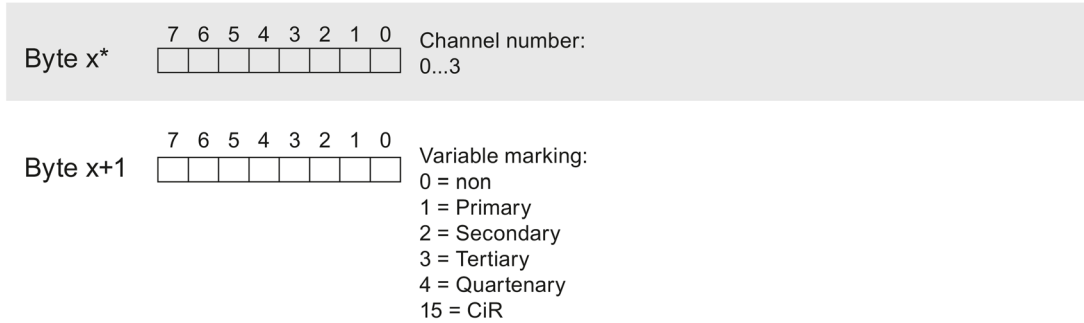 7 6 5 4 3 2 1 0
Byte x*
Channel number:
0...3
7 6 5 4 3 2 1 0
Byte x+1
Variable marking:
0 = non
1 = Primary
2 = Secondary
3 = Tertiary
4 = Quartenary
15 = CiR